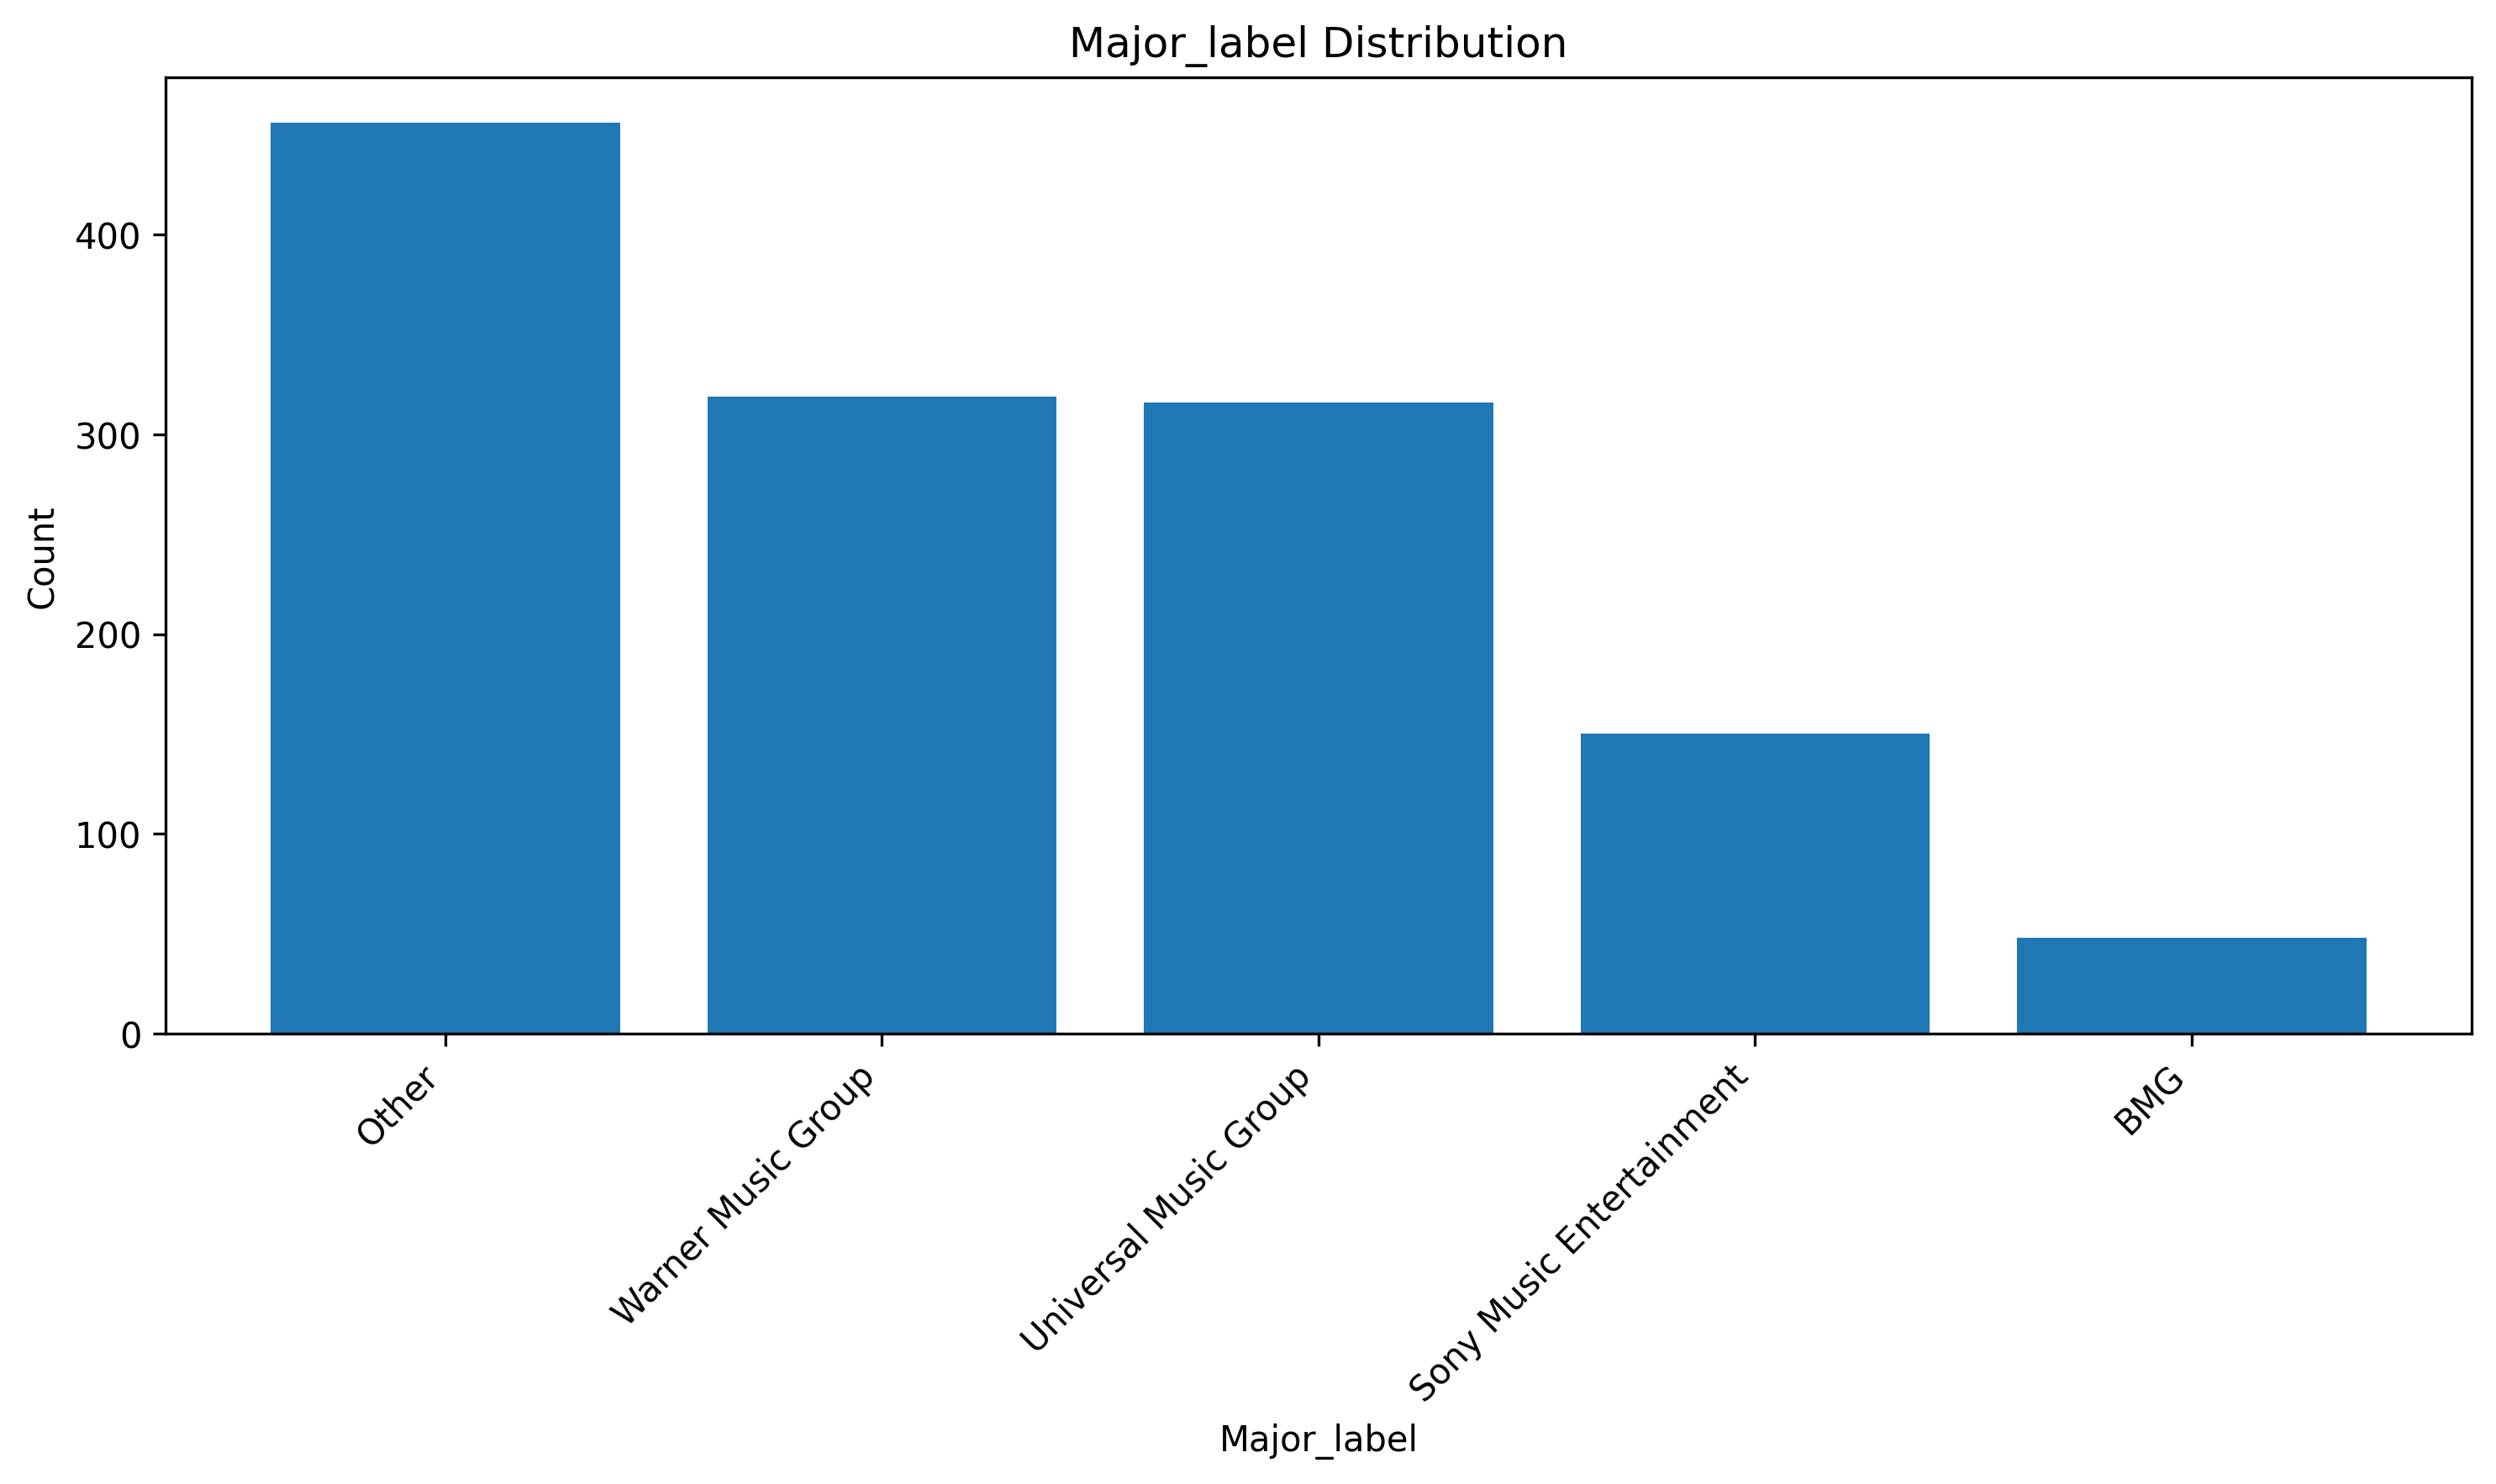 Major_label Distribution
Count
400
300
200
100
0
Other
Warner Music Group
Universal Music Group
Sony Music Entertainment
BMG
Major_label